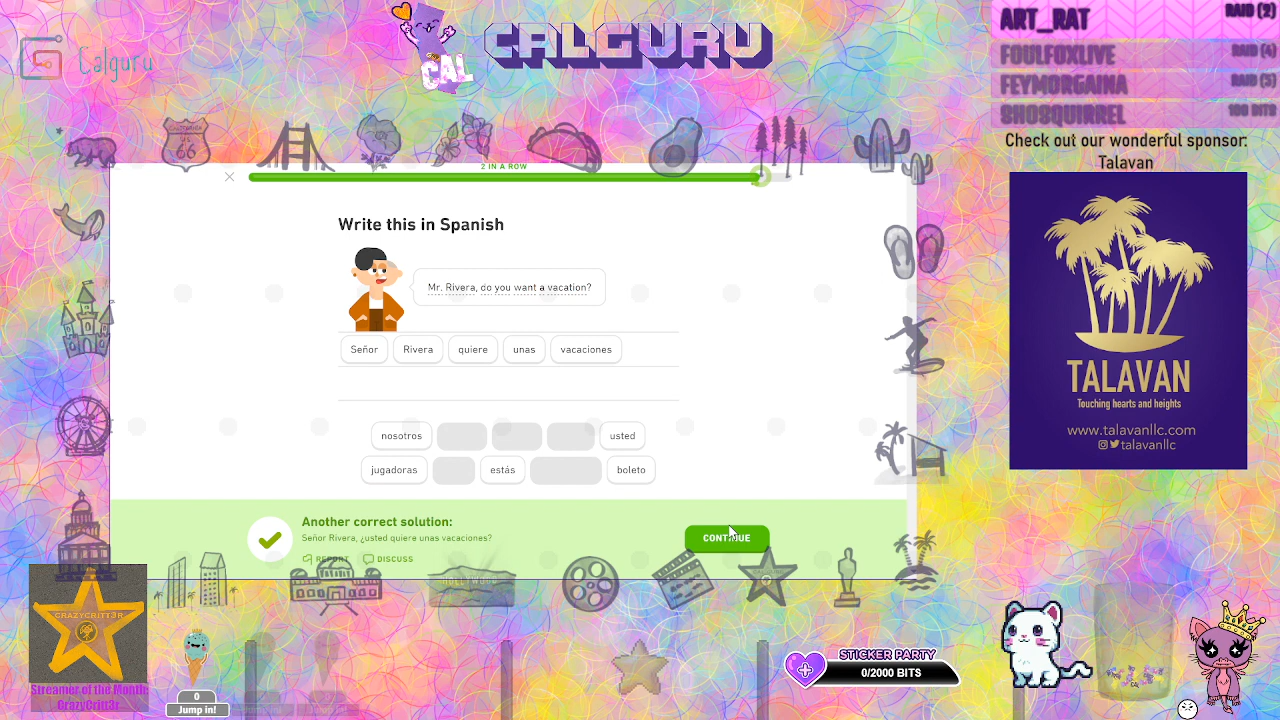 Calguru
CALGURU
CAL
ART_RAT
RAID (2)
FOULFOXLIVE
RAID (4)
FEYMORGAINA
RAID (3)
SHOSQUIRREL
100 BITS
Check out our wonderful sponsor:
Talavan
66
2 IN A ROW
Write this in Spanish
Mr. Rivera, do you want a vacation?
Señor Rivera quiere unas vacaciones
nosotros usted
jugadoras estás boleto
Another correct solution:
Señor Rivera, ¿usted quiere unas vacaciones?
REPORT DISCUSS
CONTINUE
TALAVAN
Touching hearts and heights
www.talavanllc.com
talavanllc
HOLLYWOOD
CRAZYCRITT3R
Streamer of the Month:
CrazyCritt3r
0
Jump in!
STICKER PARTY
0/2000 BITS